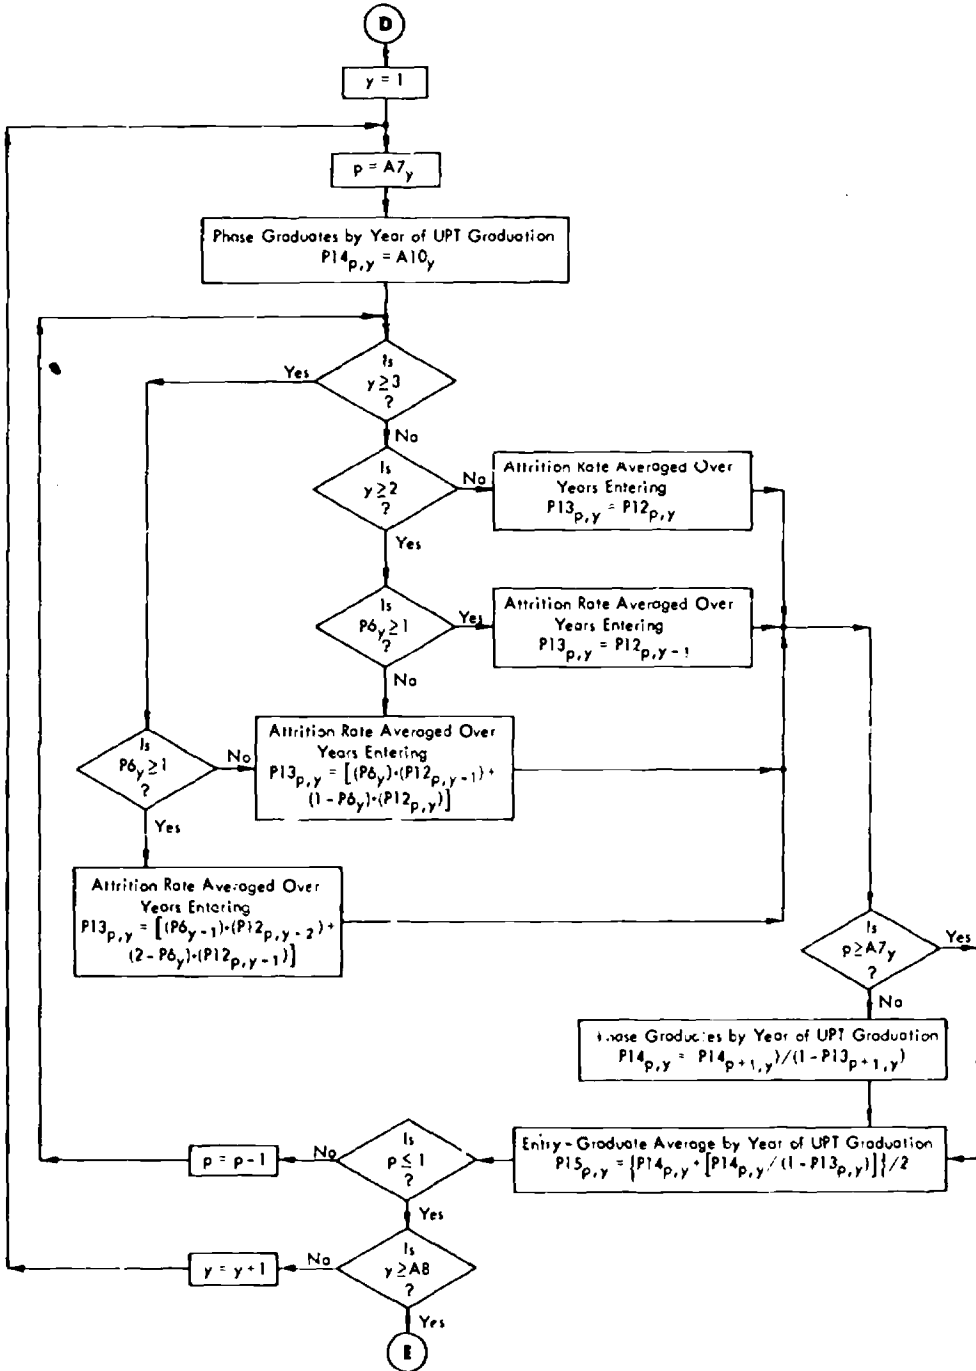 D
y = 1
p = A7y
Phase Graduates by Year of UPT Graduation
P14p,y = A10y
Is
y ≥ 3
?
Yes
No
Is
y ≥ 2
?
No
Yes
Attrition Rate Averaged Over
Years Entering
P13p,y = P12p,y
Is
P6y ≥ 1
?
Yes
No
Attrition Rate Averaged Over
Years Entering
P13p,y = P12p,y-1
Is
P6y ≥ 1
?
No
Yes
Attrition Rate Averaged Over
Years Entering
P13p,y = [(P6y)·(P12p,y-1) +
(1 - P6y)·(P12p,y)]
Attrition Rate Averaged Over
Years Entering
P13p,y = [(P6y-1)·(P12p,y-2) +
(2 - P6y)·(P12p,y-1)]
Is
p ≥ A7y
?
Yes
No
Phase Graduates by Year of UPT Graduation
P14p,y = P14p+1,y)/(1 - P13p+1,y)
Entry-Graduate Average by Year of UPT Graduation
P15p,y = {P14p,y + [P14p,y / (1 - P13p,y)]}/2
Is
p ≤ 1
?
No
p = p-1
Yes
Is
y ≥ A8
?
No
y = y+1
Yes
E